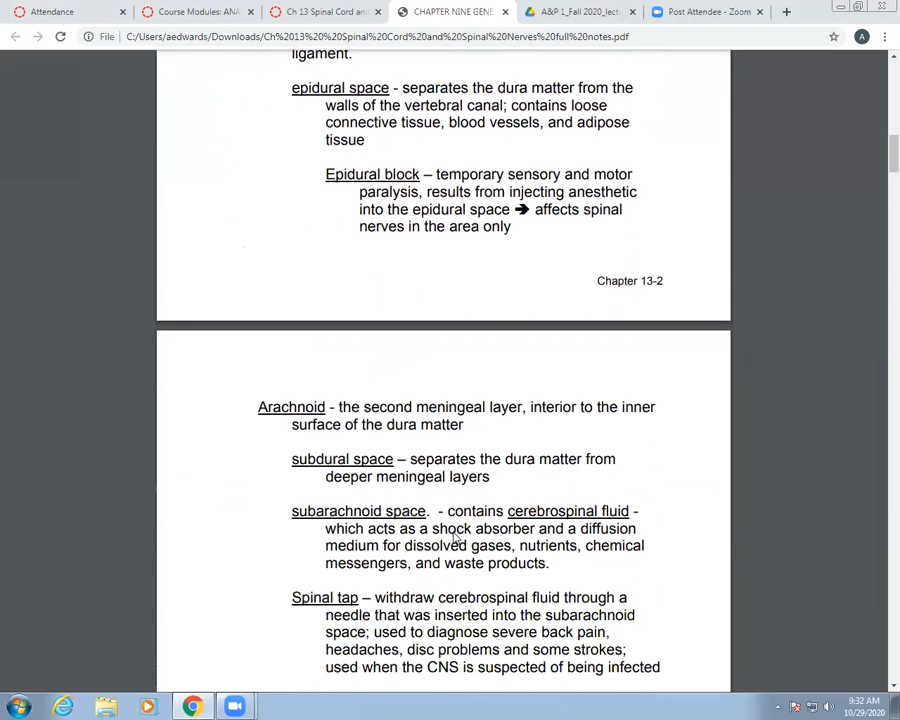 Attendance
Course Modules: ANA
Ch 13 Spinal Cord and
CHAPTER NINE GENE
A&P 1_Fall 2020_lectu
Post Attendee - Zoom
File
C:/Users/aedwards/Downloads/Ch%2013%20%20Spinal%20Cord%20and%20Spinal%20Nerves%20full%20notes.pdf
A
ligament.
epidural space - separates the dura matter from the
walls of the vertebral canal; contains loose
connective tissue, blood vessels, and adipose
tissue
Epidural block – temporary sensory and motor
paralysis, results from injecting anesthetic
into the epidural space ➔ affects spinal
nerves in the area only
Chapter 13-2
Arachnoid - the second meningeal layer, interior to the inner
surface of the dura matter
subdural space – separates the dura matter from
deeper meningeal layers
subarachnoid space. - contains cerebrospinal fluid -
which acts as a shock absorber and a diffusion
medium for dissolved gases, nutrients, chemical
messengers, and waste products.
Spinal tap – withdraw cerebrospinal fluid through a
needle that was inserted into the subarachnoid
space; used to diagnose severe back pain,
headaches, disc problems and some strokes;
used when the CNS is suspected of being infected
9:32 AM
10/29/2020